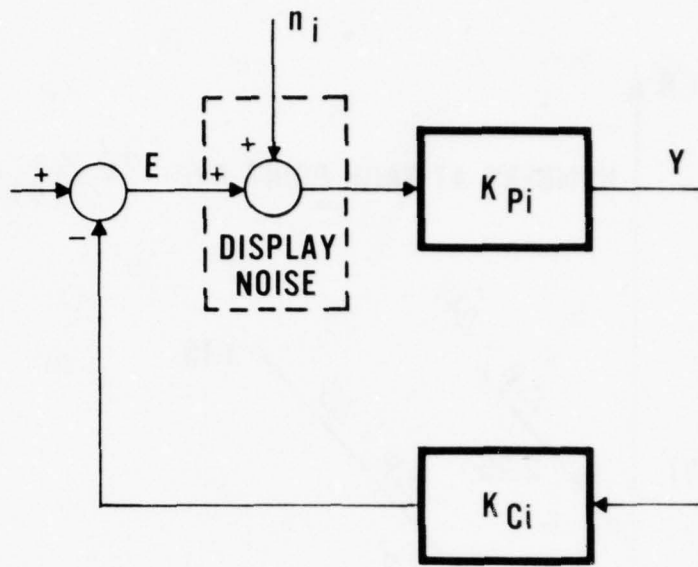 n i
+
+ E + K Pi Y
−
DISPLAY
NOISE
K Ci